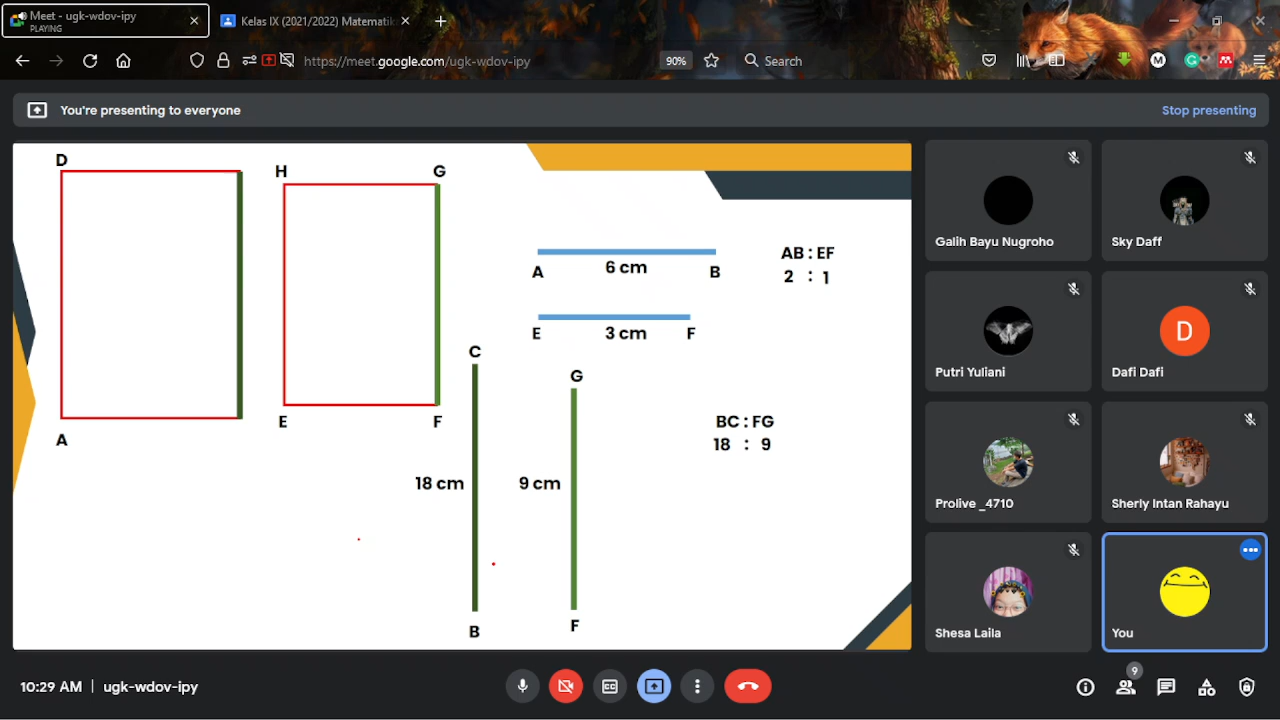 Meet - ugk-wdov-ipy
PLAYING
Kelas IX (2021/2022) Matematik
https://meet.google.com/ugk-wdov-ipy
90%
Search
You're presenting to everyone
Stop presenting
D
H
G
A
E
F
A 6 cm B
E 3 cm F
AB : EF
2 : 1
C
18 cm
B
G
9 cm
F
BC : FG
18 : 9
Galih Bayu Nugroho
Sky Daff
Putri Yuliani
D
Dafi Dafi
Prolive _4710
Sherly Intan Rahayu
Shesa Laila
You
10:29 AM | ugk-wdov-ipy
CC
9